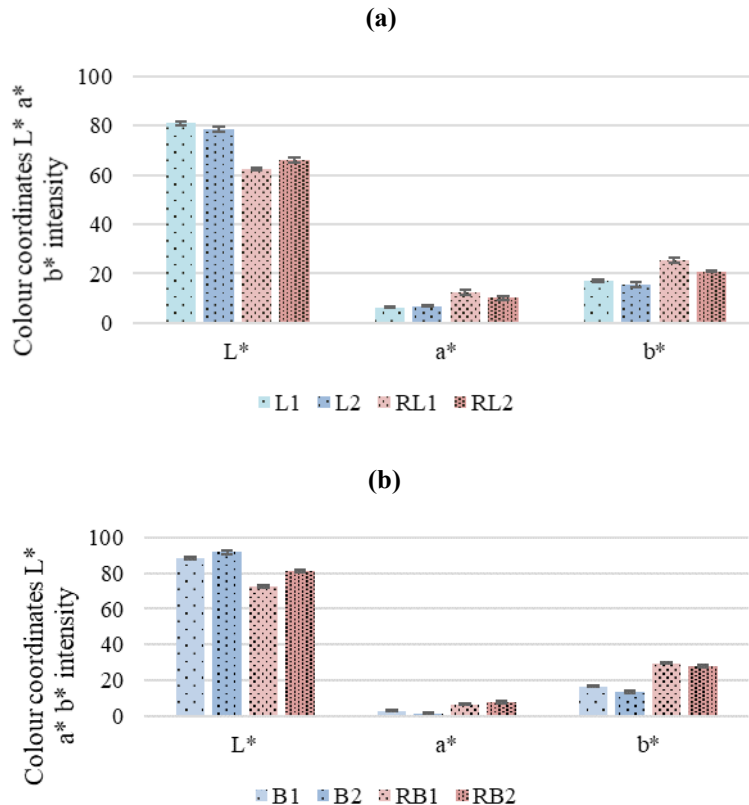 (a)
Colour coordinates L* a*
b* intensity
100
80
60
40
20
0
L* a* b*
L1 L2 RL1 RL2
(b)
Colour coordinates L*
a* b* intensity
100
80
60
40
20
0
L* a* b*
B1 B2 RB1 RB2